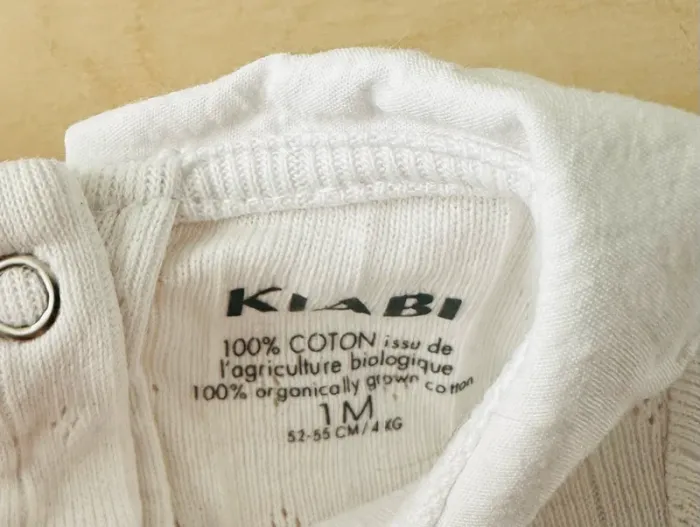 KIABI
100% COTON issu de
l'agriculture biologique
100% organically grown cotton
1M
52-55 CM/4 KG